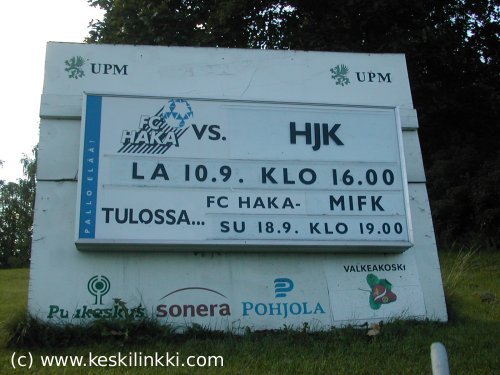 UPM
UPM
PALLO ELÄÄ!
FC HAKA VS. HJK
LA 10.9. KLO 16.00
FC HAKA- MIFK
TULOSSA...
SU 18.9. KLO 19.00
Puukeskus
sonera
POHJOLA
VALKEAKOSKI
(c) www.keskilinkki.com